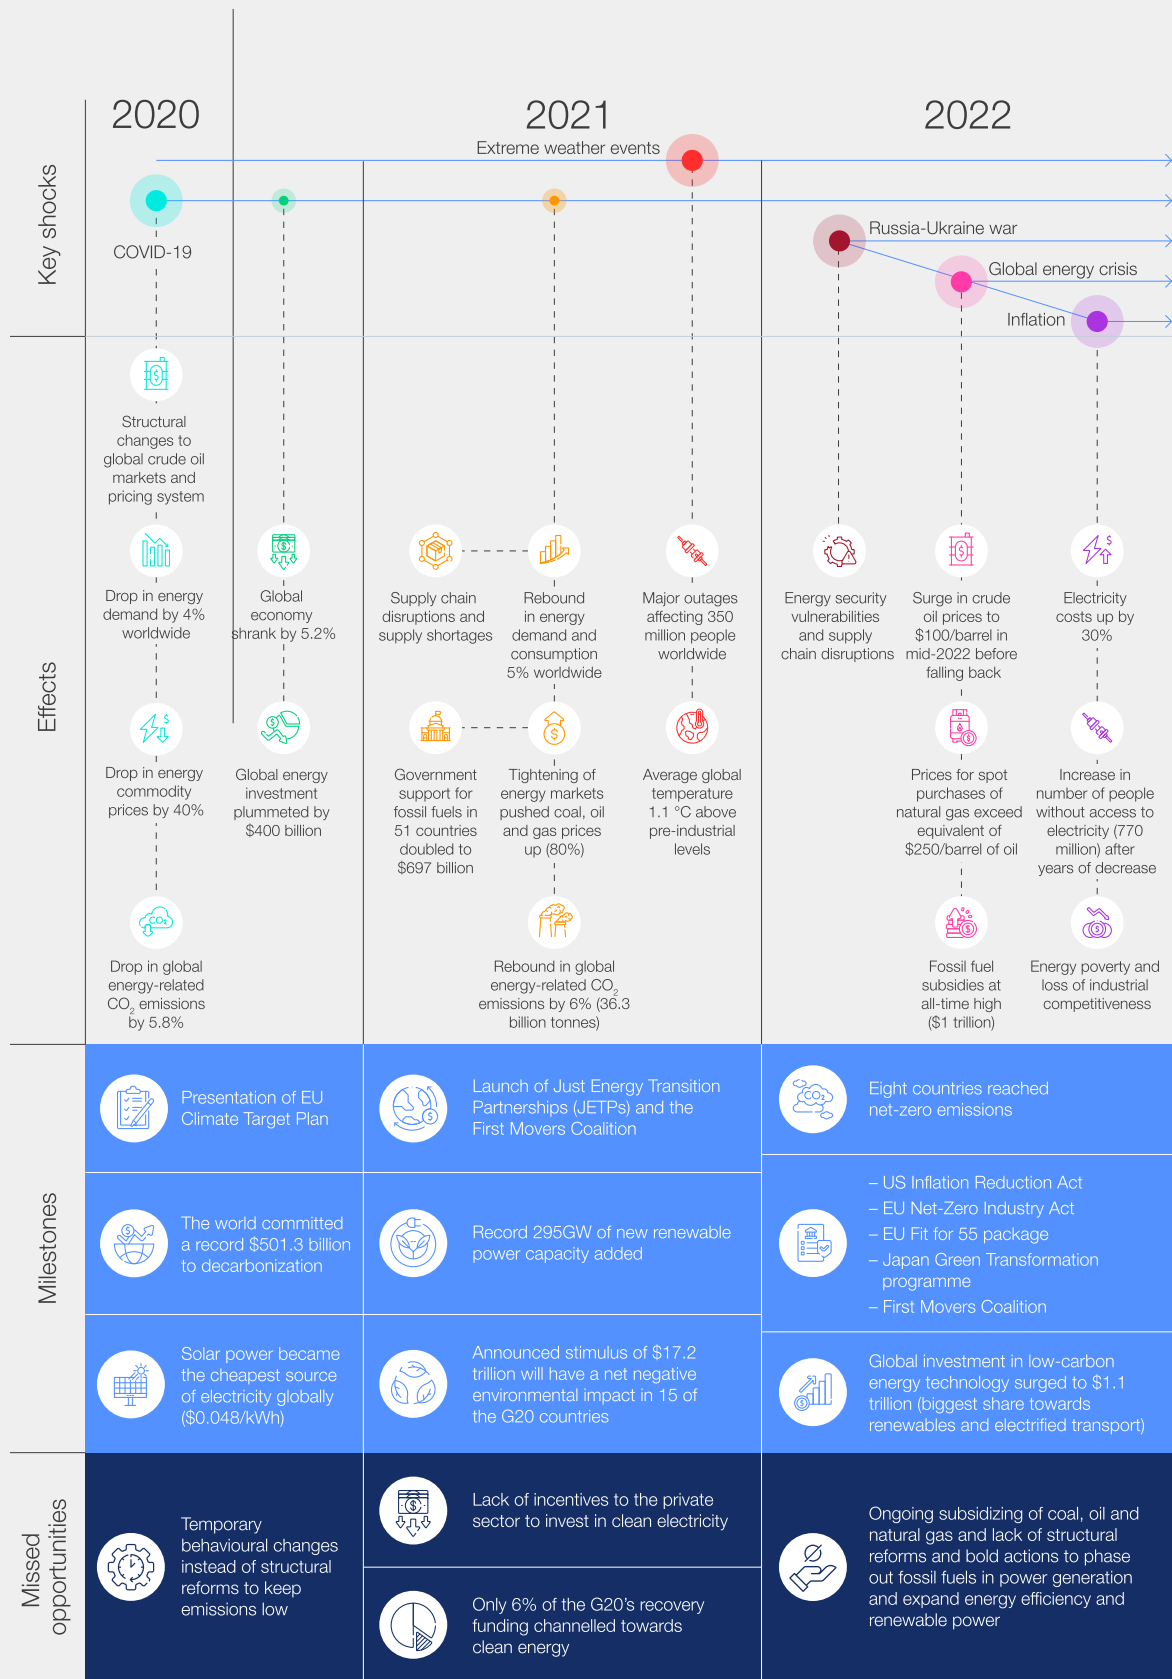 2020
2021
2022
Key shocks
Extreme weather events
COVID-19
Russia-Ukraine war
Global energy crisis
Inflation
Effects
Structural
changes to
global crude oil
markets and
pricing system
Drop in energy
demand by 4%
worldwide
Drop in energy
commodity
prices by 40%
CO2
Drop in global
energy-related
CO2 emissions
by 5.8%
Global
economy
shrank by 5.2%
Global energy
investment
plummeted by
$400 billion
Supply chain
disruptions and
supply shortages
Government
support for
fossil fuels in
51 countries
doubled to
$697 billion
Rebound
in energy
demand and
consumption
5% worldwide
Tightening of
energy markets
pushed coal, oil
and gas prices
up (80%)
Rebound in global
energy-related CO2
emissions by 6% (36.3
billion tonnes)
Major outages
affecting 350
million people
worldwide
Average global
temperature
1.1 °C above
pre-industrial
levels
Energy security
vulnerabilities
and supply
chain disruptions
Surge in crude
oil prices to
$100/barrel in
mid-2022 before
falling back
Prices for spot
purchases of
natural gas exceed
equivalent of
$250/barrel of oil
Fossil fuel
subsidies at
all-time high
($1 trillion)
Electricity
costs up by
30%
Increase in
number of people
without access to
electricity (770
million) after
years of decrease
Energy poverty and
loss of industrial
competitiveness
Milestones
Presentation of EU
Climate Target Plan
The world committed
a record $501.3 billion
to decarbonization
Solar power became
the cheapest source
of electricity globally
($0.048/kWh)
Launch of Just Energy Transition
Partnerships (JETPs) and the
First Movers Coalition
Record 295GW of new renewable
power capacity added
Announced stimulus of $17.2
trillion will have a net negative
environmental impact in 15 of
the G20 countries
CO2
Eight countries reached
net-zero emissions
– US Inflation Reduction Act
– EU Net-Zero Industry Act
– EU Fit for 55 package
– Japan Green Transformation
programme
– First Movers Coalition
Global investment in low-carbon
energy technology surged to $1.1
trillion (biggest share towards
renewables and electrified transport)
Missed
opportunities
Temporary
behavioural changes
instead of structural
reforms to keep
emissions low
Lack of incentives to the private
sector to invest in clean electricity
Only 6% of the G20's recovery
funding channelled towards
clean energy
Ongoing subsidizing of coal, oil and
natural gas and lack of structural
reforms and bold actions to phase
out fossil fuels in power generation
and expand energy efficiency and
renewable power